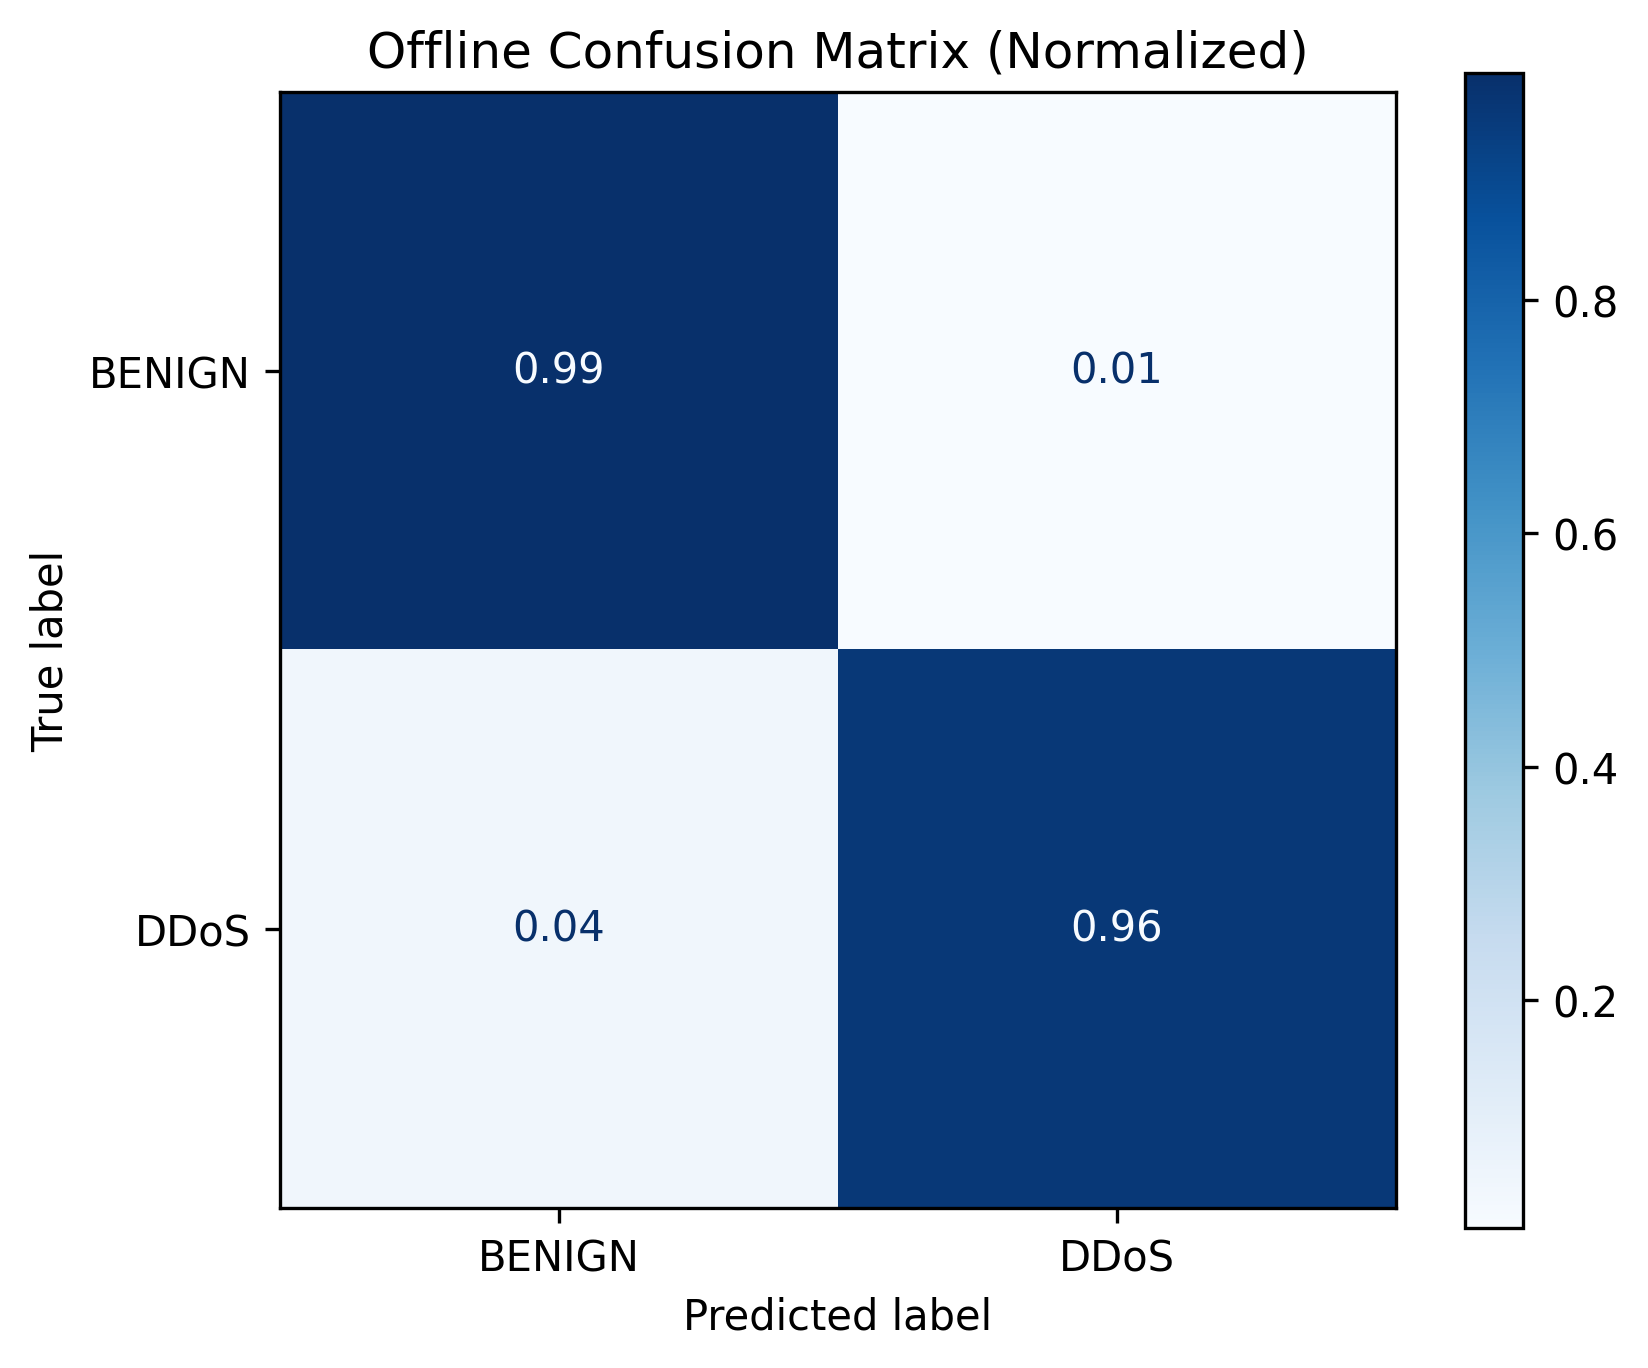 Offline Confusion Matrix (Normalized)
True label
BENIGN
DDoS
0.99
0.01
0.04
0.96
BENIGN
DDoS
Predicted label
0.8
0.6
0.4
0.2